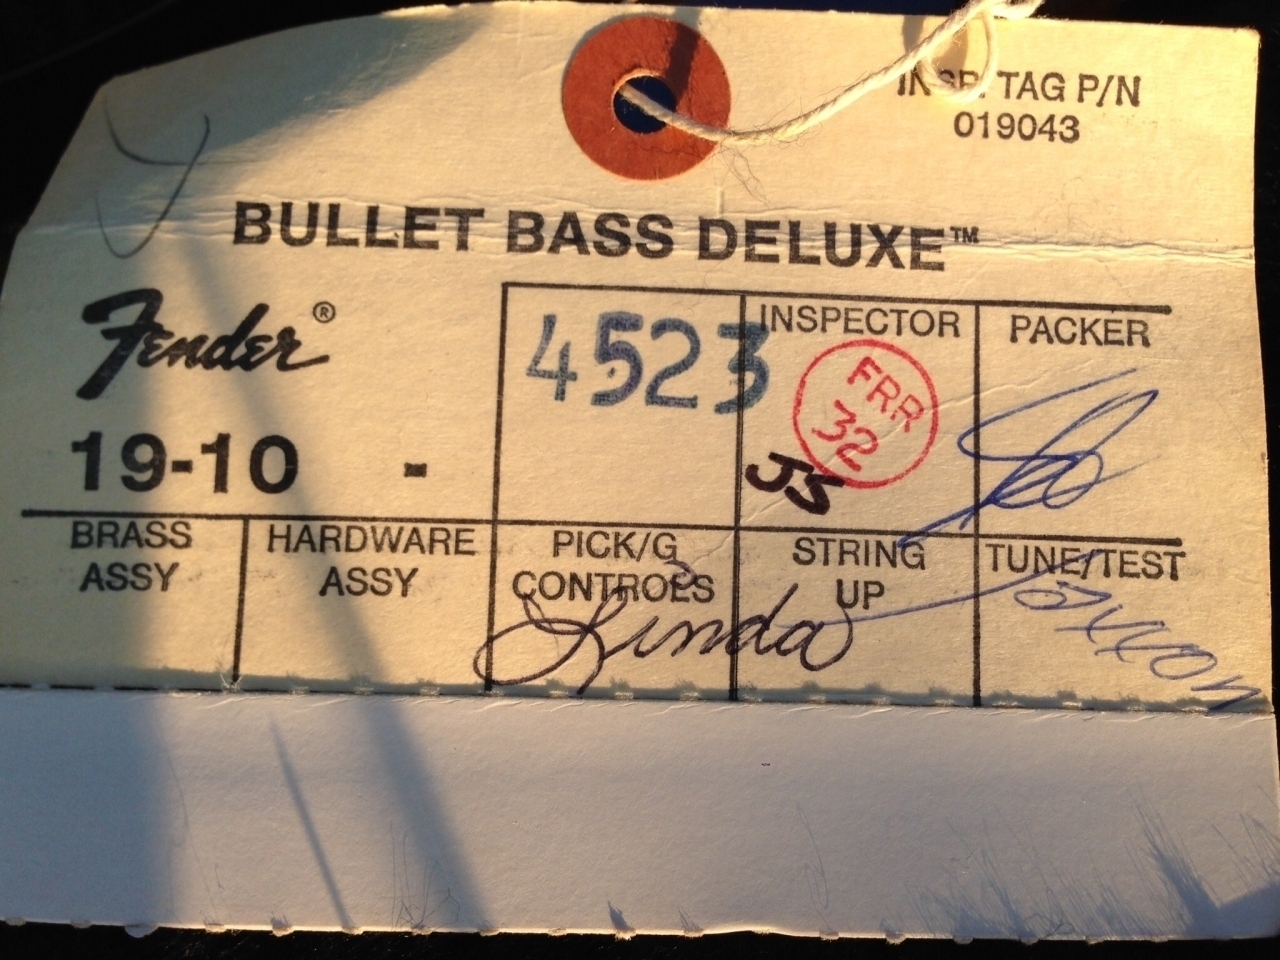 INSP. TAG P/N
019043
BULLET BASS DELUXE™
Fender®
4523
INSPECTOR
PACKER
FRR
32
JS
19-10 -
BRASS
ASSY
HARDWARE
ASSY
PICK/G
CONTROLS
STRING
UP
TUNE/TEST
Linda